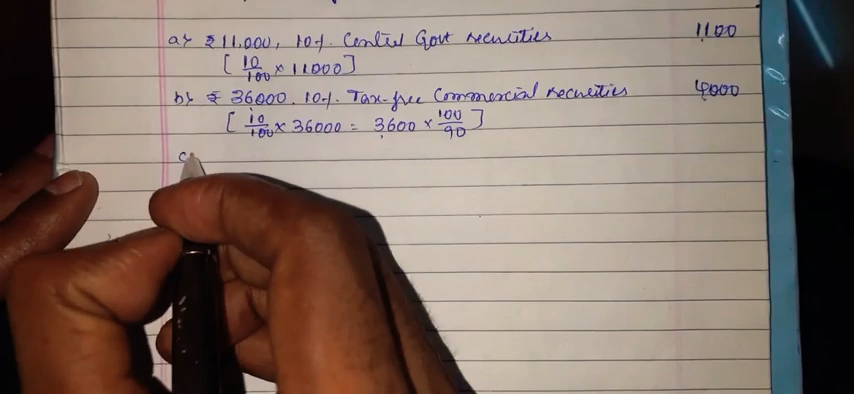 a) ₹11,000, 10%. Central Govt securities 1100
[ 10/100 × 11000 ]
b) ₹ 36000. 10%. Tax-free Commercial securities 4000
[ 10/100 × 36000 = 3600 × 100/90 ]
c